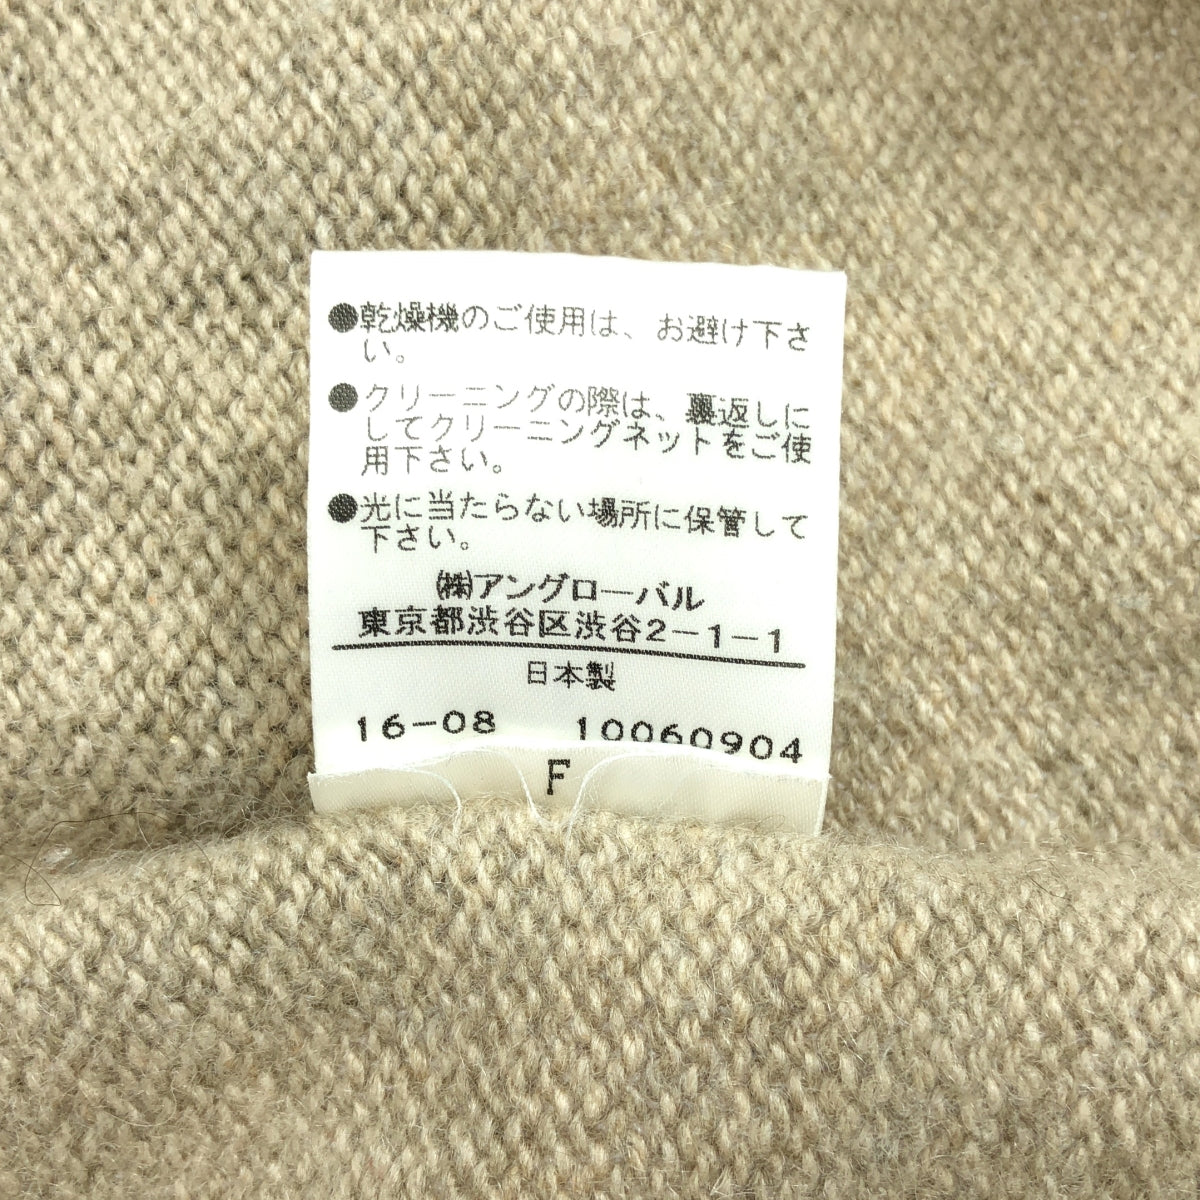 ●乾燥機のご使用は、お避け下さ
い。
●クリーニングの際は、裏返しに
してクリーニングネットをご使
用下さい。
●光に当たらない場所に保管して
下さい。
㈱アングローバル
東京都渋谷区渋谷2-1-1
日本製
16-08 10060904
F